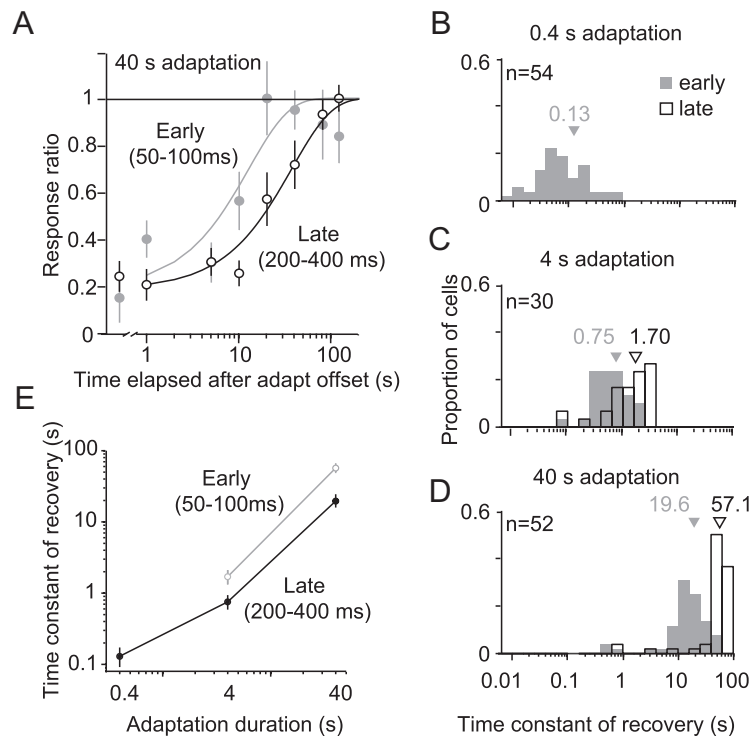 A
40 s adaptation
Early
(50-100ms)
Late
(200-400 ms)
Response ratio
1
0.8
0.6
0.4
0.2
0
1
10
100
Time elapsed after adapt offset (s)
B
0.4 s adaptation
0.6
n=54
early
late
0.13
0
C
4 s adaptation
0.6
n=30
0.75
1.70
Proportion of cells
0
D
40 s adaptation
0.6
n=52
19.6
57.1
0
0.01
0.1
1
10
100
Time constant of recovery (s)
E
Time constant of recovery (s)
100
10
1
0.1
Early
(50-100ms)
Late
(200-400 ms)
0.4
4
40
Adaptation duration (s)